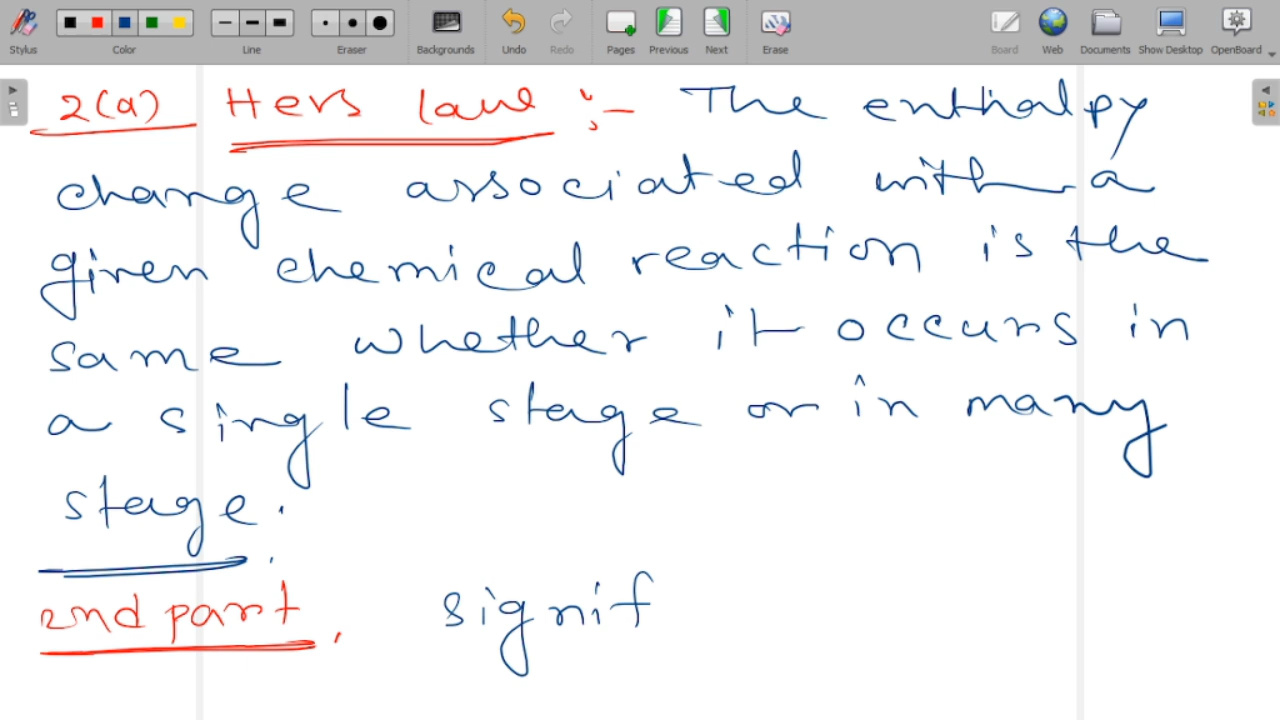 Stylus Color Line Eraser Backgrounds Undo Redo Pages Previous Next Erase Board Web Documents Show Desktop OpenBoard
2(a) Hers law :- The enthalpy
change associated with a
given chemical reaction is the
same whether it occurs in
a single stage or in many
stage.
2nd part. signif